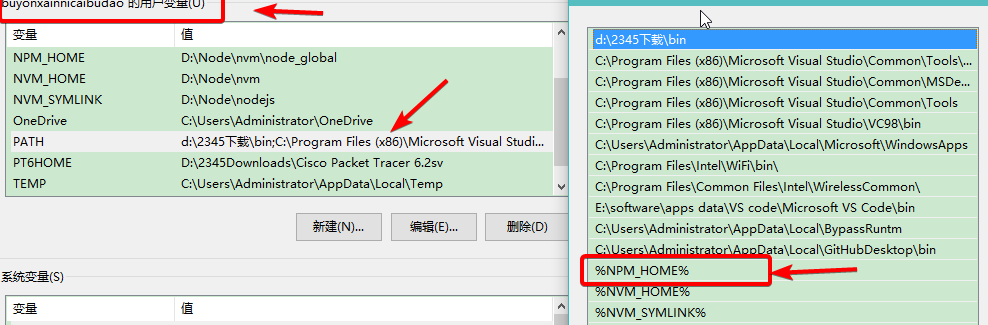 buyonxainnicaibudao 的用户变量(U)
变量 值
NPM_HOME D:\Node\nvm\node_global
NVM_HOME D:\Node\nvm
NVM_SYMLINK D:\Node\nodejs
OneDrive C:\Users\Administrator\OneDrive
PATH d:\2345下载\bin;C:\Program Files (x86)\Microsoft Visual Studi...
PT6HOME D:\2345Downloads\Cisco Packet Tracer 6.2sv
TEMP C:\Users\Administrator\AppData\Local\Temp
新建(N)... 编辑(E)... 删除(D)
系统变量(S)
变量 值
d:\2345下载\bin
C:\Program Files (x86)\Microsoft Visual Studio\Common\Tools\...
C:\Program Files (x86)\Microsoft Visual Studio\Common\MSDe...
C:\Program Files (x86)\Microsoft Visual Studio\Common\Tools
C:\Program Files (x86)\Microsoft Visual Studio\VC98\bin
C:\Users\Administrator\AppData\Local\Microsoft\WindowsApps
C:\Program Files\Intel\WiFi\bin\
C:\Program Files\Common Files\Intel\WirelessCommon\
E:\software\apps data\VS code\Microsoft VS Code\bin
C:\Users\Administrator\AppData\Local\BypassRuntm
C:\Users\Administrator\AppData\Local\GitHubDesktop\bin
%NPM_HOME%
%NVM_HOME%
%NVM_SYMLINK%